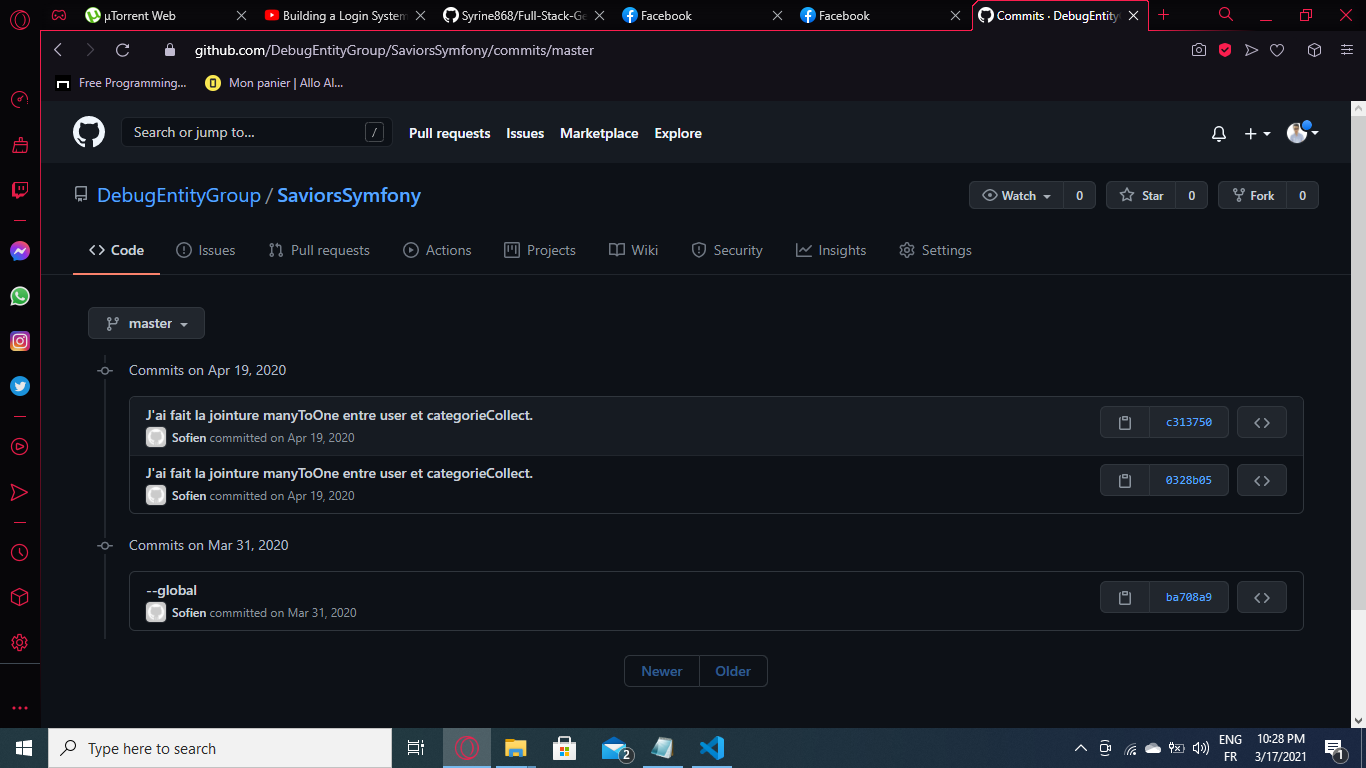 µTorrent Web
Building a Login System
Syrine868/Full-Stack-Ge
Facebook
Facebook
Commits · DebugEntity
github.com/DebugEntityGroup/SaviorsSymfony/commits/master
Free Programming...
Mon panier | Allo Al...
Search or jump to...
/
Pull requests
Issues
Marketplace
Explore
DebugEntityGroup / SaviorsSymfony
Watch 0
Star 0
Fork 0
Code
Issues
Pull requests
Actions
Projects
Wiki
Security
Insights
Settings
master
Commits on Apr 19, 2020
J'ai fait la jointure manyToOne entre user et categorieCollect.
Sofien committed on Apr 19, 2020
c313750
J'ai fait la jointure manyToOne entre user et categorieCollect.
Sofien committed on Apr 19, 2020
0328b05
Commits on Mar 31, 2020
--global
Sofien committed on Mar 31, 2020
ba708a9
Newer
Older
Type here to search
2
ENG
FR
10:28 PM
3/17/2021
1